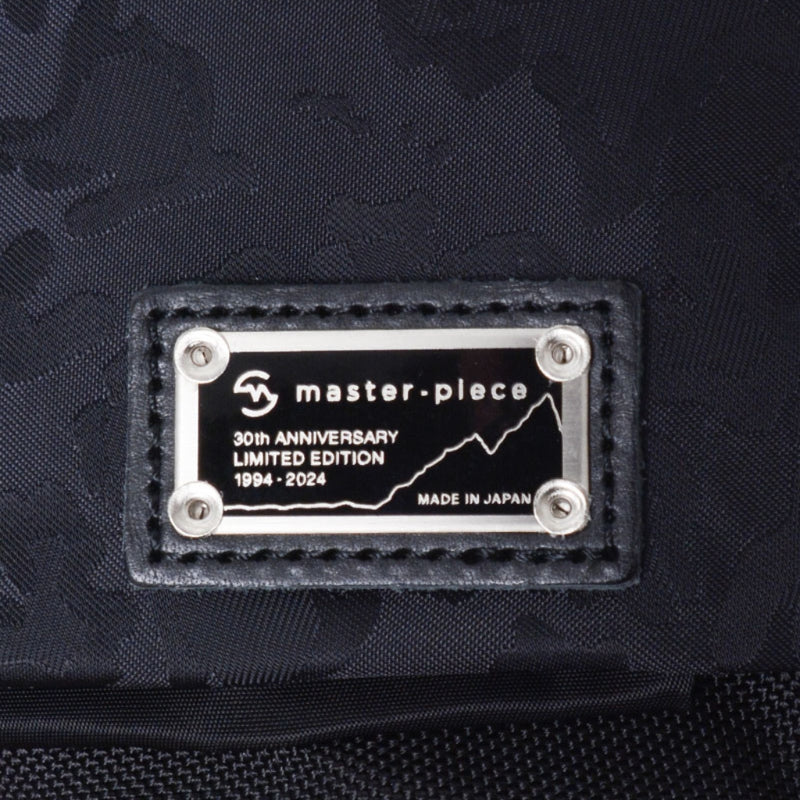 master-piece
30th ANNIVERSARY
LIMITED EDITION
1994 - 2024
MADE IN JAPAN